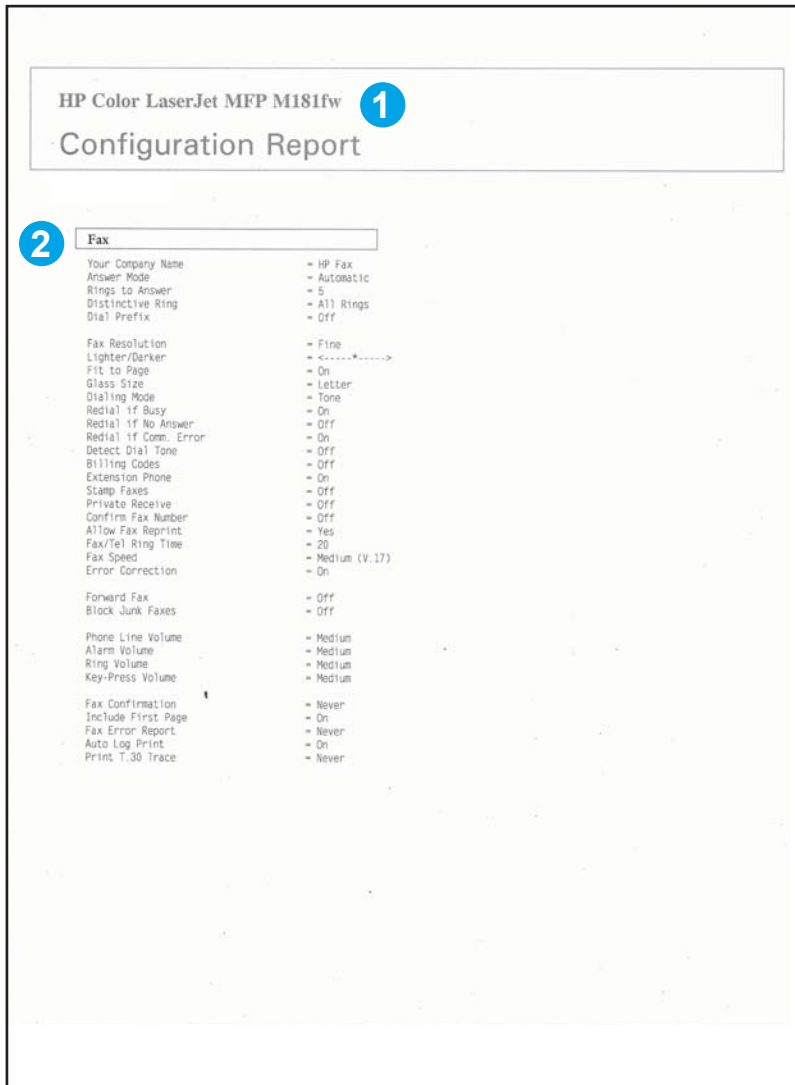 HP Color LaserJet MFP M181fw 1
Configuration Report
2 Fax
Your Company Name = HP Fax
Answer Mode = Automatic
Rings to Answer = 5
Distinctive Ring = All Rings
Dial Prefix = Off
Fax Resolution = Fine
Lighter/Darker = <-----*----->
Fit to Page = On
Glass Size = Letter
Dialing Mode = Tone
Redial if Busy = On
Redial if No Answer = Off
Redial if Comm. Error = On
Detect Dial Tone = Off
Billing Codes = Off
Extension Phone = On
Stamp Faxes = Off
Private Receive = Off
Confirm Fax Number = Off
Allow Fax Reprint = Yes
Fax/Tel Ring Time = 20
Fax Speed = Medium (V.17)
Error Correction = On
Forward Fax = Off
Block Junk Faxes = Off
Phone Line Volume = Medium
Alarm Volume = Medium
Ring Volume = Medium
Key-Press Volume = Medium
Fax Confirmation = Never
Include First Page = On
Fax Error Report = Never
Auto Log Print = On
Print T.30 Trace = Never